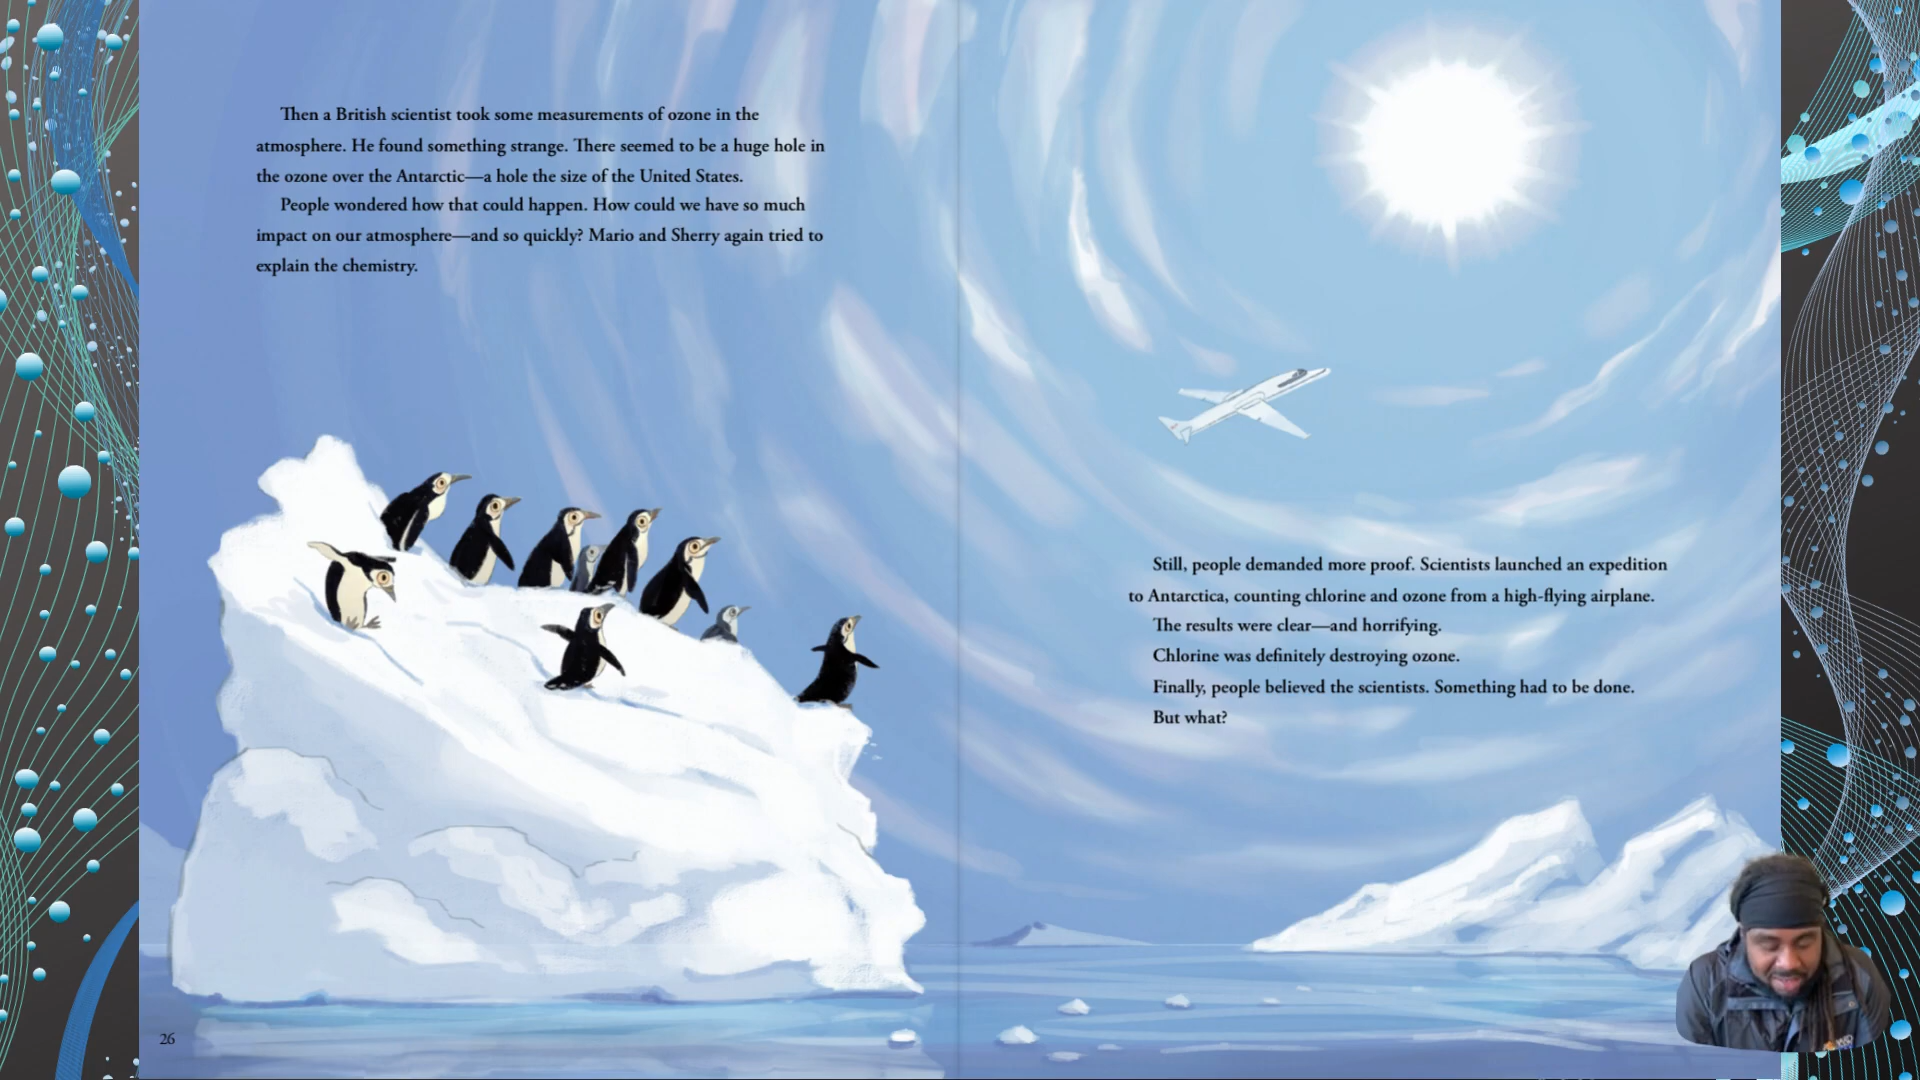 Then a British scientist took some measurements of ozone in the
atmosphere. He found something strange. There seemed to be a huge hole in
the ozone over the Antarctic—a hole the size of the United States.
People wondered how that could happen. How could we have so much
impact on our atmosphere—and so quickly? Mario and Sherry again tried to
explain the chemistry.
Still, people demanded more proof. Scientists launched an expedition
to Antarctica, counting chlorine and ozone from a high-flying airplane.
The results were clear—and horrifying.
Chlorine was definitely destroying ozone.
Finally, people believed the scientists. Something had to be done.
But what?
26